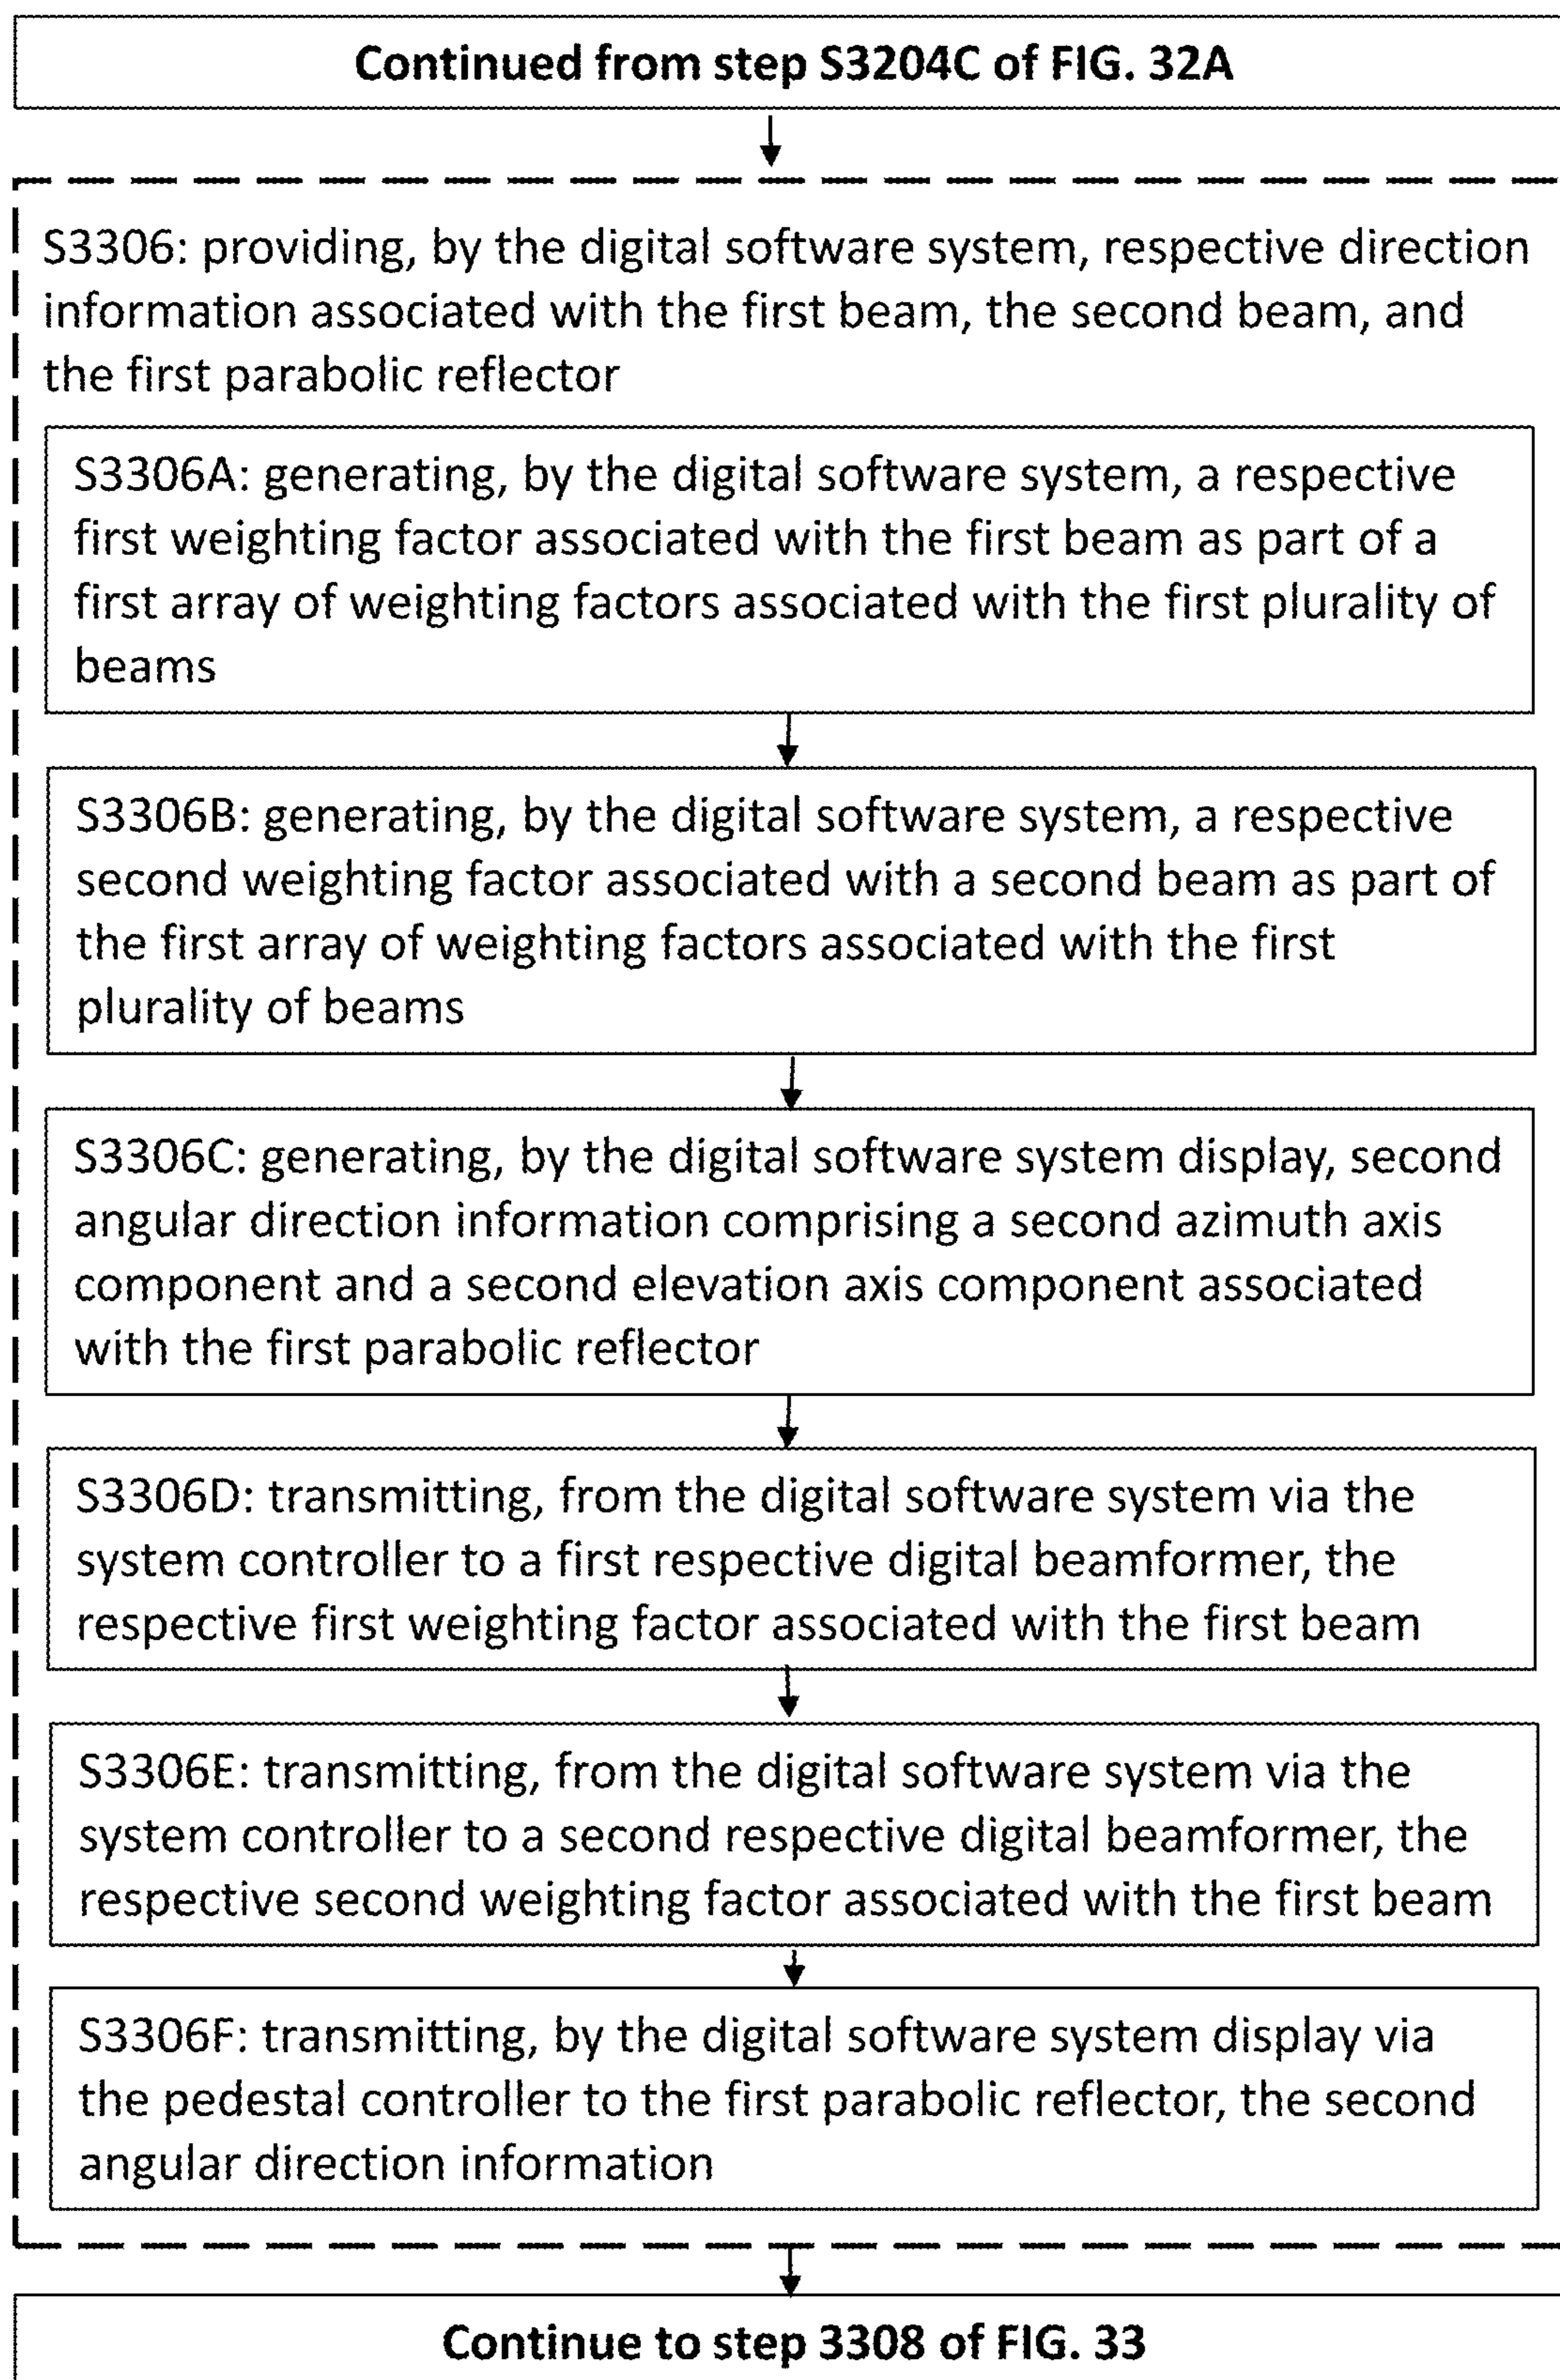 Continued from step S3204C of FIG. 32A
S3306: providing, by the digital software system, respective direction
information associated with the first beam, the second beam, and
the first parabolic reflector
S3306A: generating, by the digital software system, a respective
first weighting factor associated with the first beam as part of a
first array of weighting factors associated with the first plurality of
beams
S3306B: generating, by the digital software system, a respective
second weighting factor associated with a second beam as part of
the first array of weighting factors associated with the first
plurality of beams
S3306C: generating, by the digital software system display, second
angular direction information comprising a second azimuth axis
component and a second elevation axis component associated
with the first parabolic reflector
S3306D: transmitting, from the digital software system via the
system controller to a first respective digital beamformer, the
respective first weighting factor associated with the first beam
S3306E: transmitting, from the digital software system via the
system controller to a second respective digital beamformer, the
respective second weighting factor associated with the first beam
S3306F: transmitting, by the digital software system display via
the pedestal controller to the first parabolic reflector, the second
angular direction information
Continue to step 3308 of FIG. 33